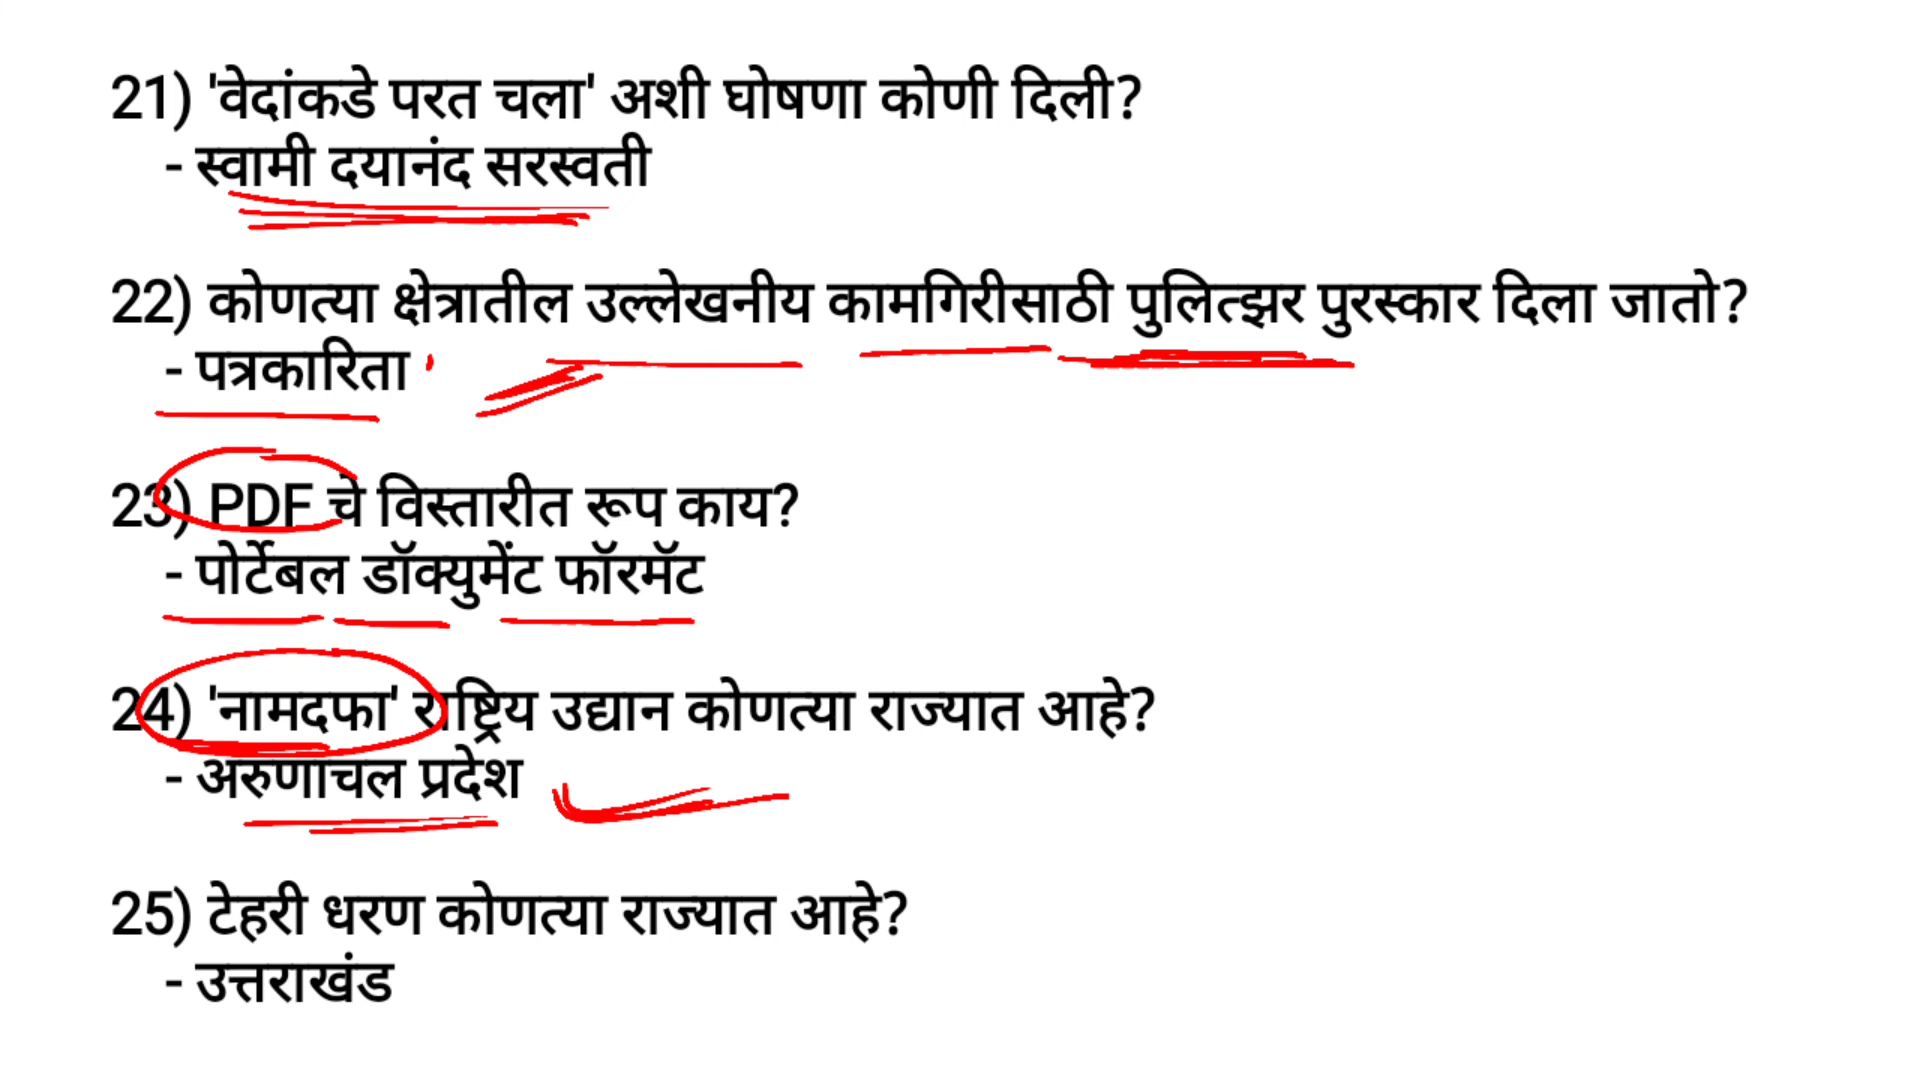 21) 'वेदांकडे परत चला' अशी घोषणा कोणी दिली?
- स्वामी दयानंद सरस्वती
22) कोणत्या क्षेत्रातील उल्लेखनीय कामगिरीसाठी पुलित्झर पुरस्कार दिला जातो?
- पत्रकारिता
23) PDF चे विस्तारीत रूप काय?
- पोर्टेबल डॉक्युमेंट फॉरमॅट
24) 'नामदफा' राष्ट्रिय उद्यान कोणत्या राज्यात आहे?
- अरुणाचल प्रदेश
25) टेहरी धरण कोणत्या राज्यात आहे?
- उत्तराखंड